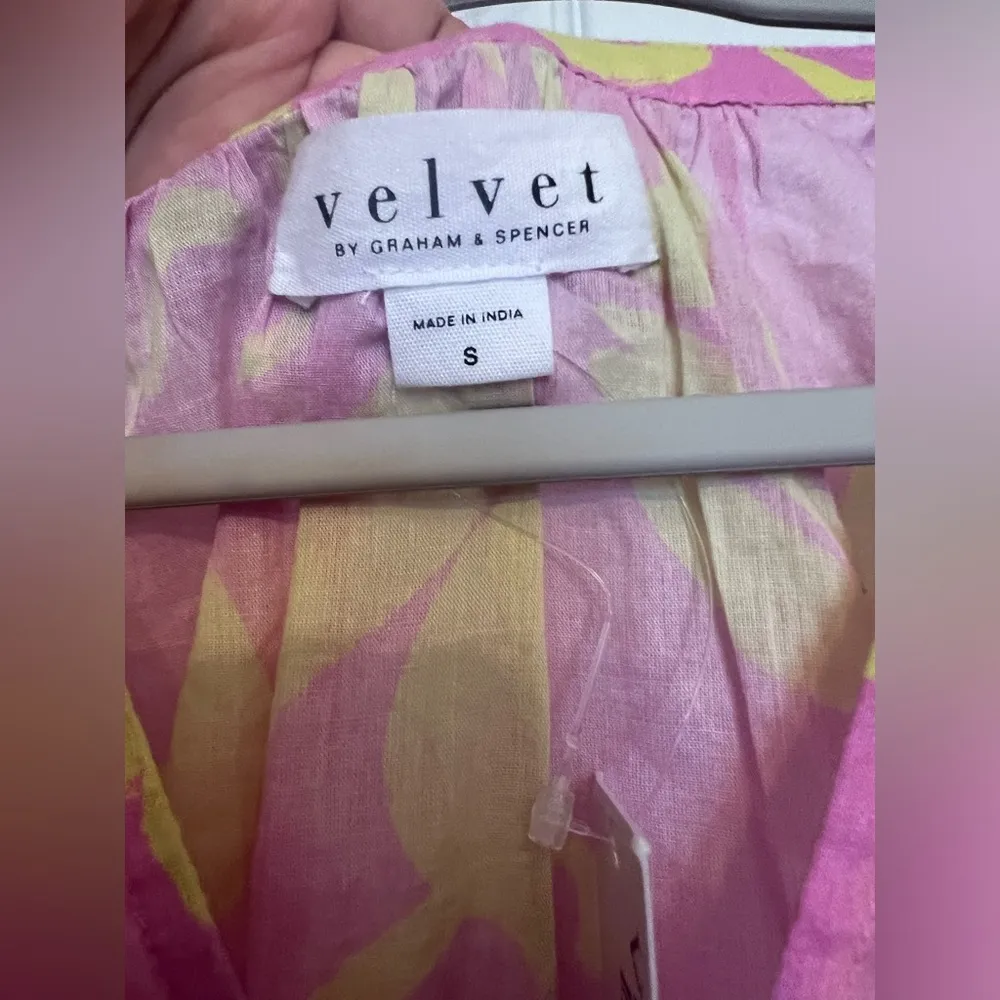 velvet
BY GRAHAM & SPENCER
MADE IN INDIA
S